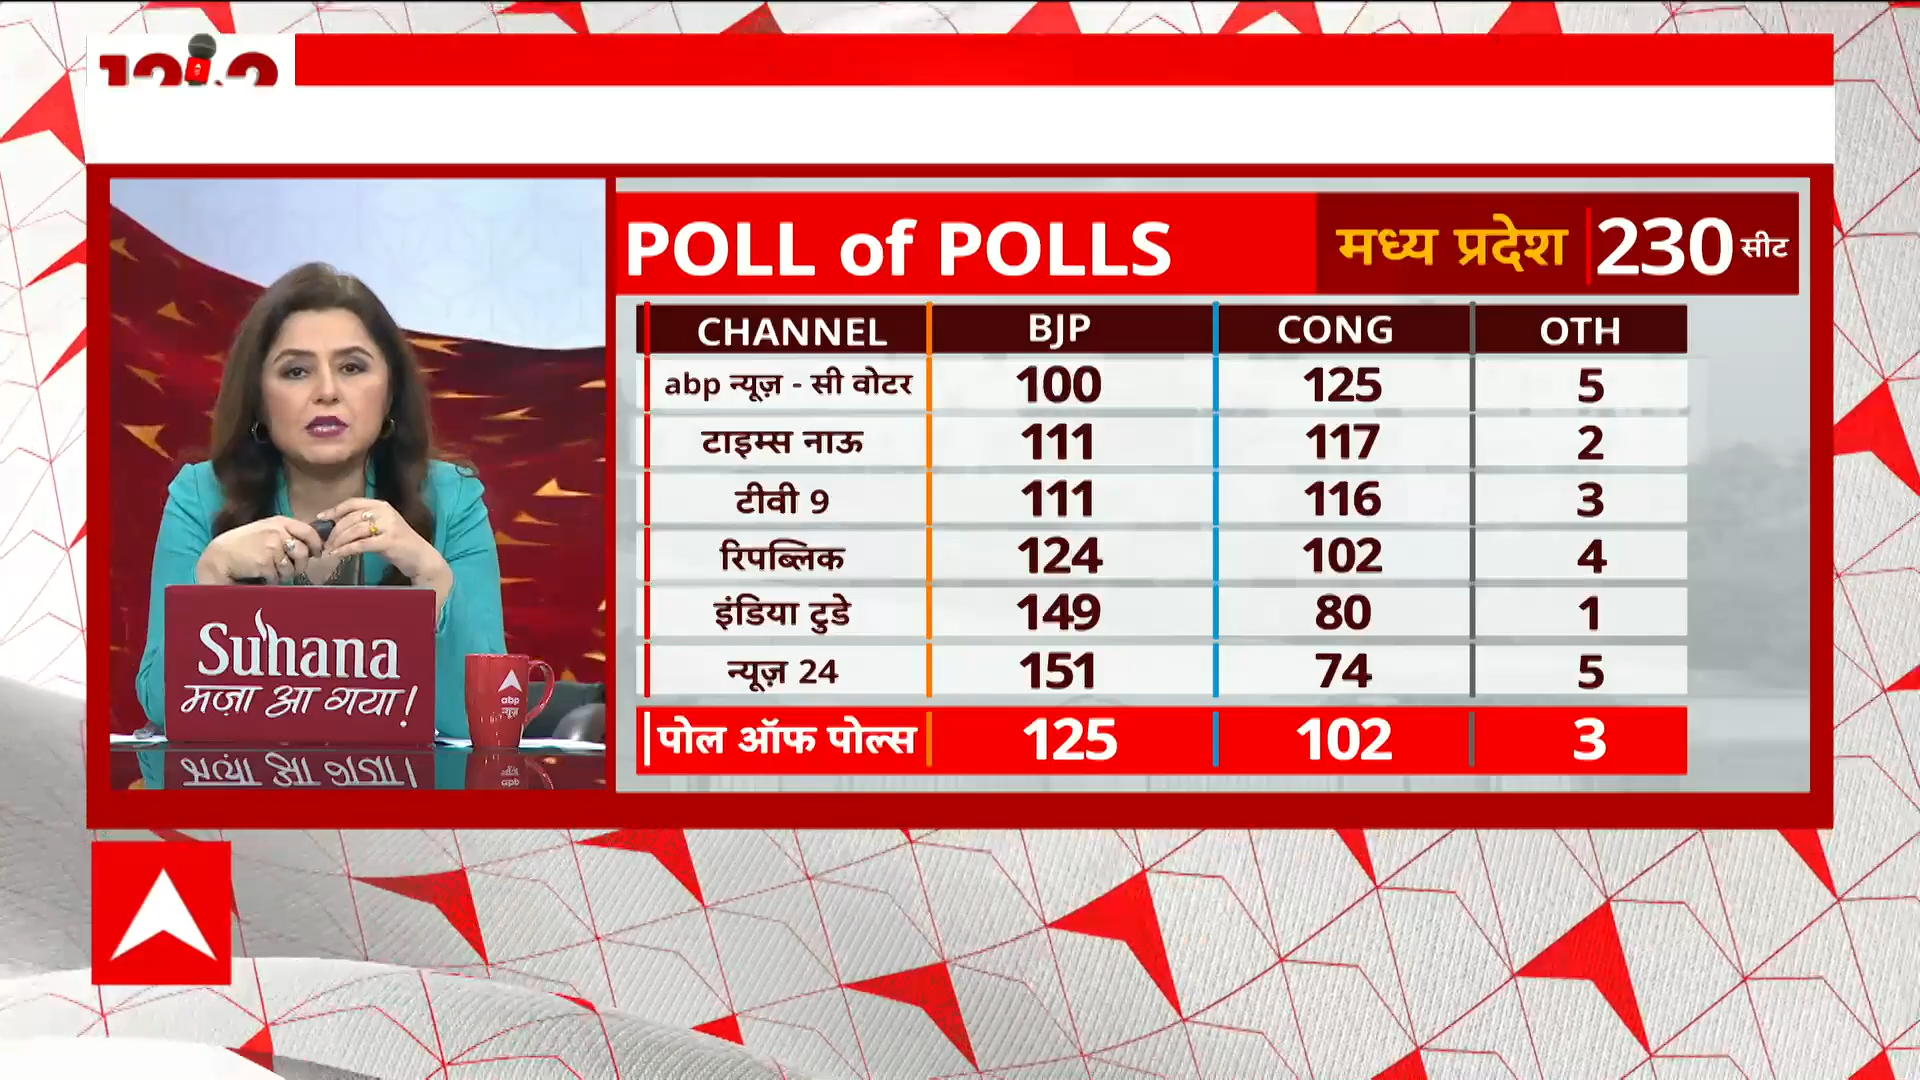 POLL of POLLS मध्य प्रदेश 230 सीट
CHANNEL BJP CONG OTH
abp न्यूज़ - सी वोटर 100 125 5
टाइम्स नाऊ 111 117 2
टीवी 9 111 116 3
रिपब्लिक 124 102 4
इंडिया टुडे 149 80 1
न्यूज़ 24 151 74 5
पोल ऑफ पोल्स 125 102 3
Suhana
मज़ा आ गया!
abp
न्यूज़